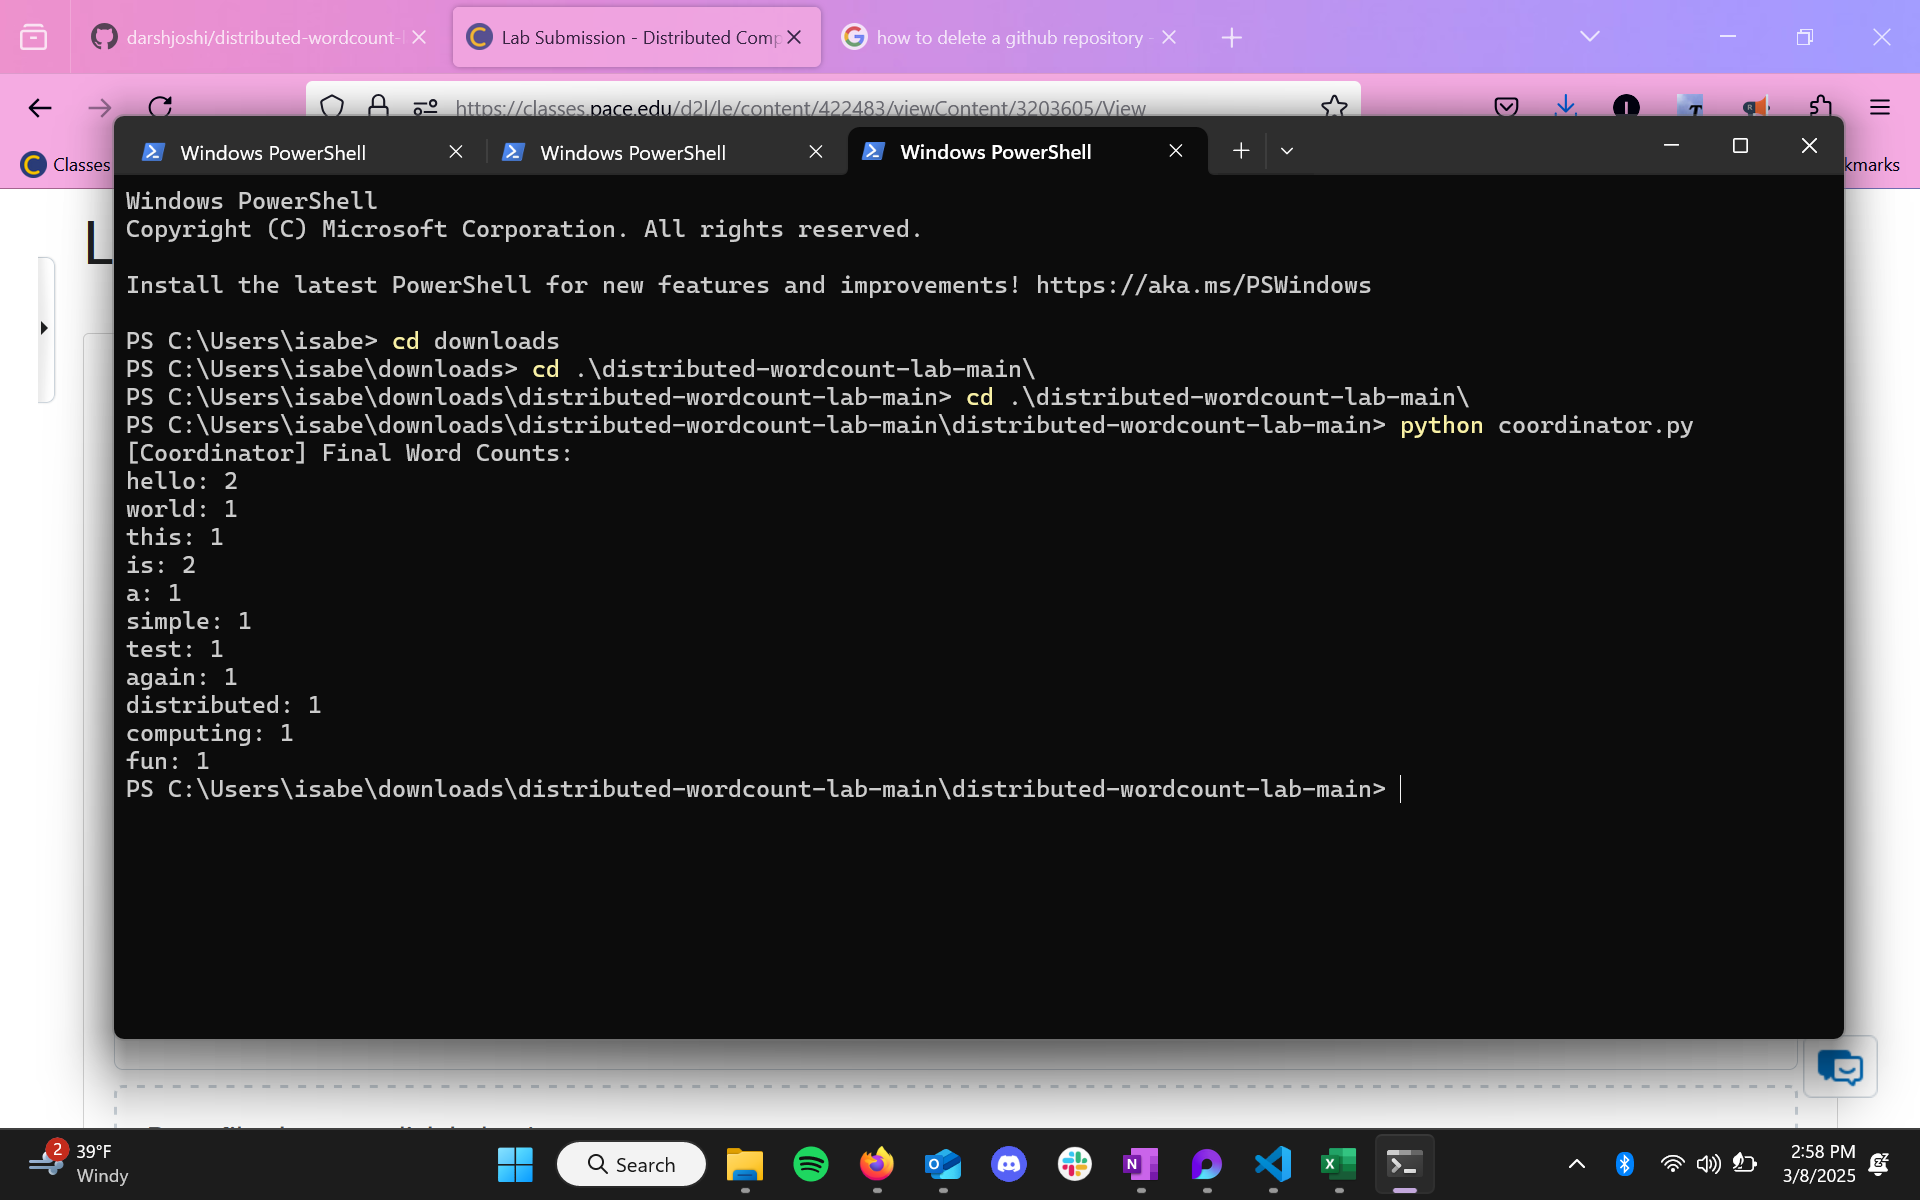 darshjoshi/distributed-wordcount-l
Lab Submission - Distributed Comp
how to delete a github repository -
https://classes.pace.edu/d2l/le/content/422483/viewContent/3203605/View
Classes
kmarks
L
Windows PowerShell
Windows PowerShell
Windows PowerShell
Windows PowerShell
Copyright (C) Microsoft Corporation. All rights reserved.
Install the latest PowerShell for new features and improvements! https://aka.ms/PSWindows
PS C:\Users\isabe> cd downloads
PS C:\Users\isabe\downloads> cd .\distributed-wordcount-lab-main\
PS C:\Users\isabe\downloads\distributed-wordcount-lab-main> cd .\distributed-wordcount-lab-main\
PS C:\Users\isabe\downloads\distributed-wordcount-lab-main\distributed-wordcount-lab-main> python coordinator.py
[Coordinator] Final Word Counts:
hello: 2
world: 1
this: 1
is: 2
a: 1
simple: 1
test: 1
again: 1
distributed: 1
computing: 1
fun: 1
PS C:\Users\isabe\downloads\distributed-wordcount-lab-main\distributed-wordcount-lab-main>
2
39°F
Windy
Search
2:58 PM
3/8/2025